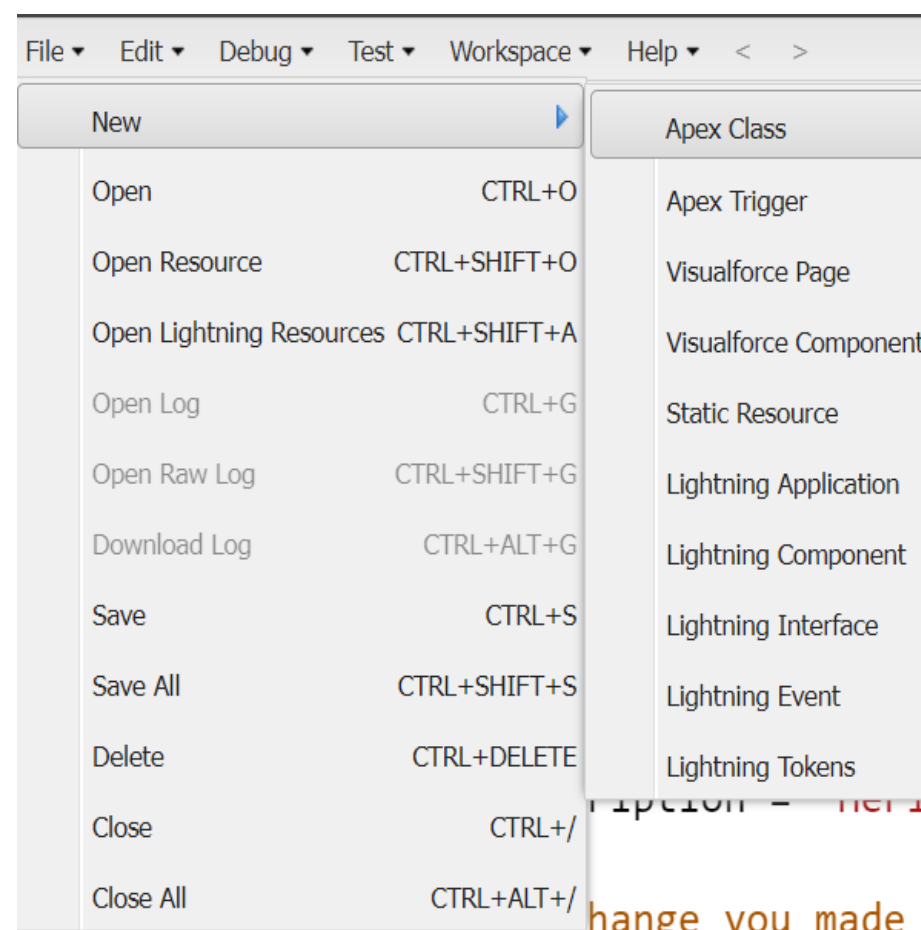 File ▾ Edit ▾ Debug ▾ Test ▾ Workspace ▾ Help ▾ < >
New
Open CTRL+O
Open Resource CTRL+SHIFT+O
Open Lightning Resources CTRL+SHIFT+A
Open Log CTRL+G
Open Raw Log CTRL+SHIFT+G
Download Log CTRL+ALT+G
Save CTRL+S
Save All CTRL+SHIFT+S
Delete CTRL+DELETE
Close CTRL+/
Close All CTRL+ALT+/
Apex Class
Apex Trigger
Visualforce Page
Visualforce Component
Static Resource
Lightning Application
Lightning Component
Lightning Interface
Lightning Event
Lightning Tokens
ription =
hange you made